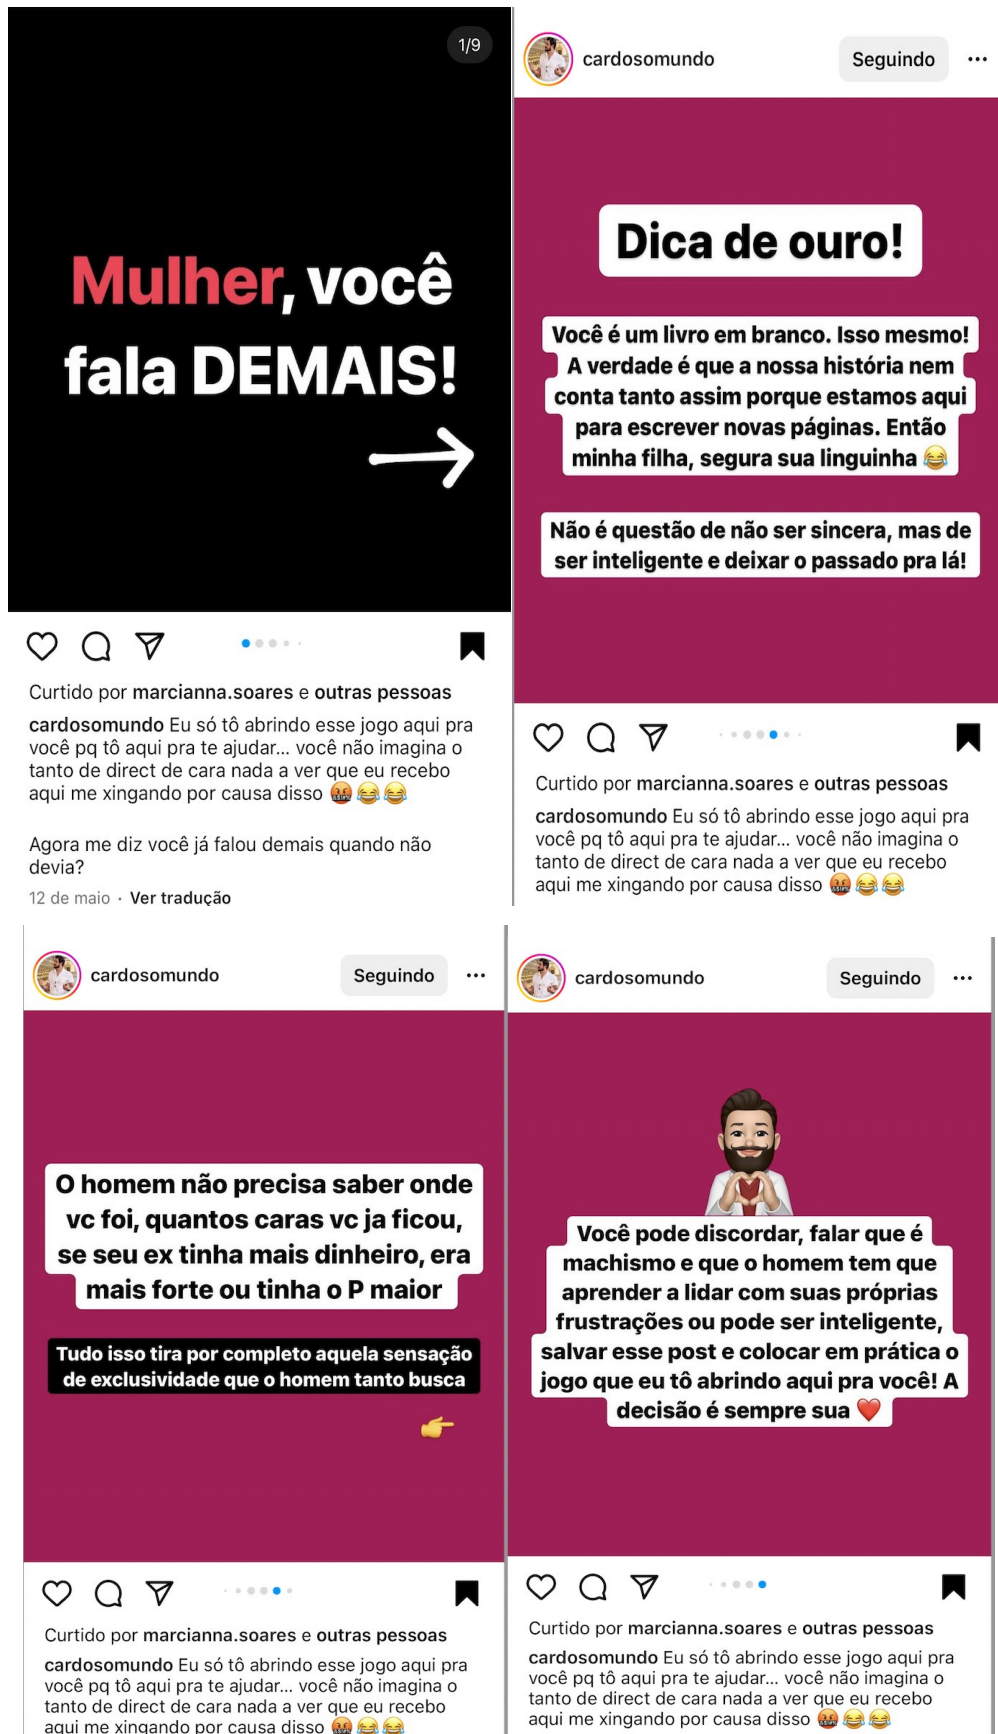 1/9
Mulher, você
fala DEMAIS!
Curtido por marcianna.soares e outras pessoas
cardosomundo Eu só tô abrindo esse jogo aqui pra
você pq tô aqui pra te ajudar... você não imagina o
tanto de direct de cara nada a ver que eu recebo
aqui me xingando por causa disso 🤬😂😂
Agora me diz você já falou demais quando não
devia?
12 de maio · Ver tradução
cardosomundo
Seguindo
Dica de ouro!
Você é um livro em branco. Isso mesmo!
A verdade é que a nossa história nem
conta tanto assim porque estamos aqui
para escrever novas páginas. Então
minha filha, segura sua linguinha 😂
Não é questão de não ser sincera, mas de
ser inteligente e deixar o passado pra lá!
Curtido por marcianna.soares e outras pessoas
cardosomundo Eu só tô abrindo esse jogo aqui pra
você pq tô aqui pra te ajudar... você não imagina o
tanto de direct de cara nada a ver que eu recebo
aqui me xingando por causa disso 🤬😂😂
cardosomundo
Seguindo
O homem não precisa saber onde
vc foi, quantos caras vc ja ficou,
se seu ex tinha mais dinheiro, era
mais forte ou tinha o P maior
Tudo isso tira por completo aquela sensação
de exclusividade que o homem tanto busca
👉
Curtido por marcianna.soares e outras pessoas
cardosomundo Eu só tô abrindo esse jogo aqui pra
você pq tô aqui pra te ajudar... você não imagina o
tanto de direct de cara nada a ver que eu recebo
aqui me xingando por causa disso 🤬😂😂
cardosomundo
Seguindo
Você pode discordar, falar que é
machismo e que o homem tem que
aprender a lidar com suas próprias
frustrações ou pode ser inteligente,
salvar esse post e colocar em prática o
jogo que eu tô abrindo aqui pra você! A
decisão é sempre sua ❤️
Curtido por marcianna.soares e outras pessoas
cardosomundo Eu só tô abrindo esse jogo aqui pra
você pq tô aqui pra te ajudar... você não imagina o
tanto de direct de cara nada a ver que eu recebo
aqui me xingando por causa disso 🤬😂😂